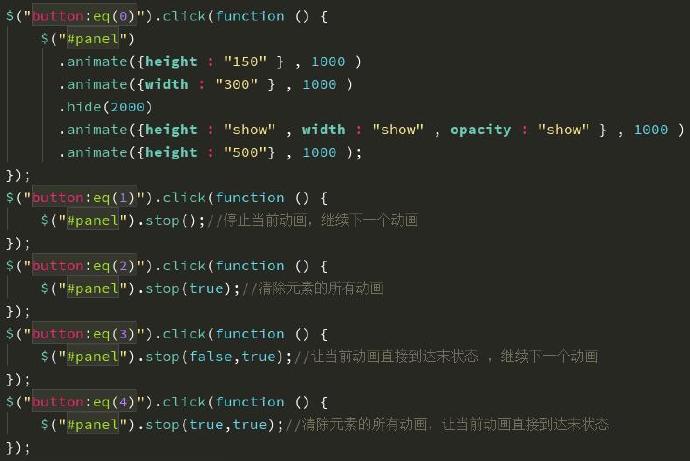 $("button:eq(0)").click(function () {
$("#panel")
.animate({height : "150" } , 1000 )
.animate({width : "300" } , 1000 )
.hide(2000)
.animate({height : "show" , width : "show" , opacity : "show" } , 1000 )
.animate({height : "500"} , 1000 );
});
$("button:eq(1)").click(function () {
$("#panel").stop();//停止当前动画，继续下一个动画
});
$("button:eq(2)").click(function () {
$("#panel").stop(true);//清除元素的所有动画
});
$("button:eq(3)").click(function () {
$("#panel").stop(false,true);//让当前动画直接到达末状态 ，继续下一个动画
});
$("button:eq(4)").click(function () {
$("#panel").stop(true,true);//清除元素的所有动画，让当前动画直接到达末状态
});